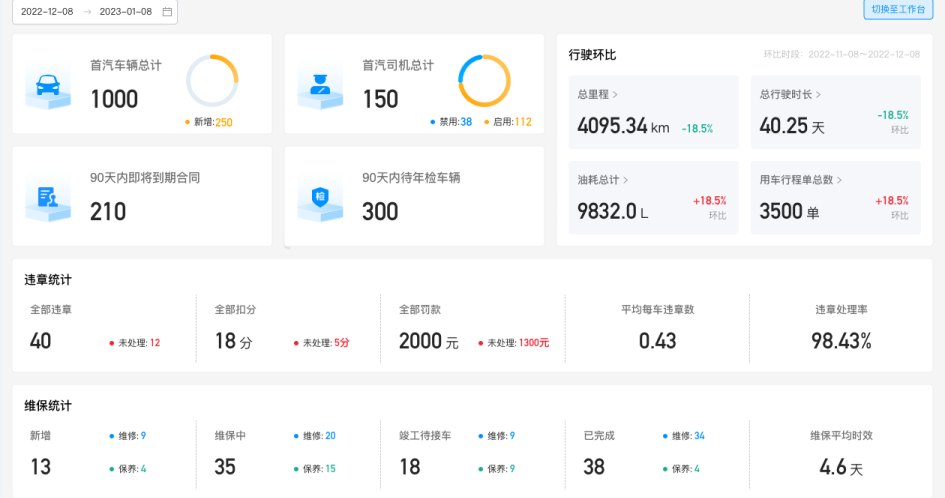 2022-12-08 → 2023-01-08
切换至工作台
首汽车辆总计
1000
新增:250
首汽司机总计
150
禁用:38 启用:112
90天内即将到期合同
210
检
90天内待年检车辆
300
行驶环比
环比时段: 2022-11-08～2022-12-08
总里程 >
4095.34 km -18.5%
总行驶时长 >
40.25 天
-18.5%
环比
油耗总计 >
9832.0 L
+18.5%
环比
用车行程单总数 >
3500 单
+18.5%
环比
违章统计
全部违章
40
未处理: 12
全部扣分
18 分
未处理: 5分
全部罚款
2000 元
未处理: 1300元
平均每车违章数
0.43
违章处理率
98.43%
维保统计
新增
13
维修: 9
保养: 4
维保中
35
维修: 20
保养: 15
竣工待接车
18
维修: 9
保养: 9
已完成
38
维修: 34
保养: 4
维保平均时效
4.6 天